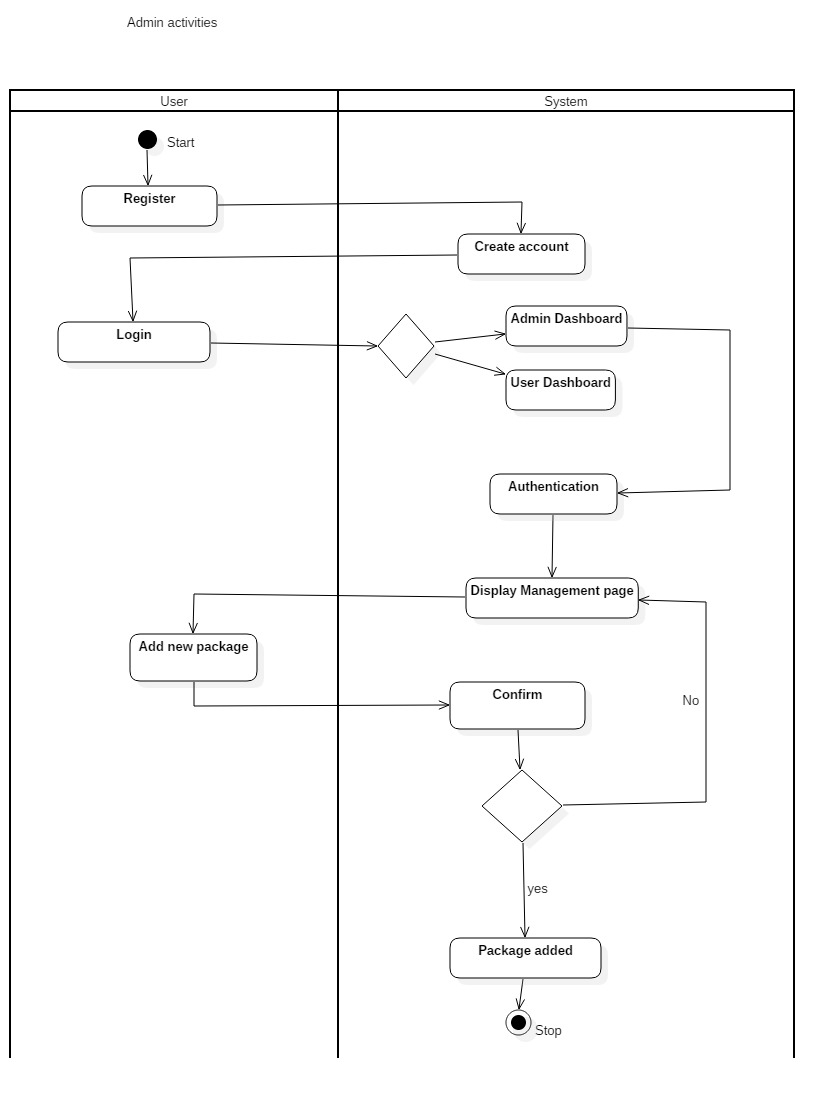 Admin activities
User
System
Start
Register
Create account
Login
Admin Dashboard
User Dashboard
Authentication
Display Management page
Add new package
Confirm
No
yes
Package added
Stop